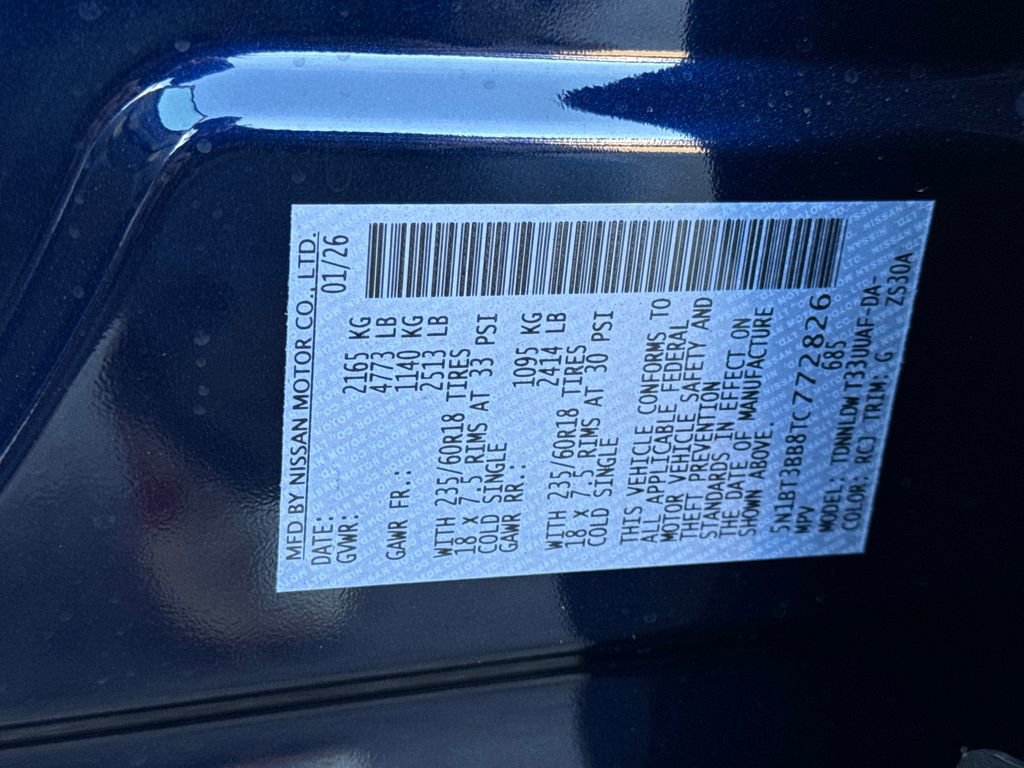 MFD BY NISSAN MOTOR CO., LTD.
DATE: 01/26
GVWR: 2165 KG
4773 LB
GAWR FR.: 1140 KG
2513 LB
WITH 235/60R18 TIRES
18 X 7.5 RIMS AT 33 PSI
COLD SINGLE
GAWR RR.: 1095 KG
2414 LB
WITH 235/60R18 TIRES
18 X 7.5 RIMS AT 30 PSI
COLD SINGLE
THIS VEHICLE CONFORMS TO
ALL APPLICABLE FEDERAL
MOTOR VEHICLE SAFETY AND
THEFT PREVENTION
STANDARDS IN EFFECT ON
THE DATE OF MANUFACTURE
SHOWN ABOVE.
5N1BT3BB8TC772826
MPV 685
MODEL: TDNNLDWT33UUAF-DA-
COLOR: RCJ TRIM: G ZS30A